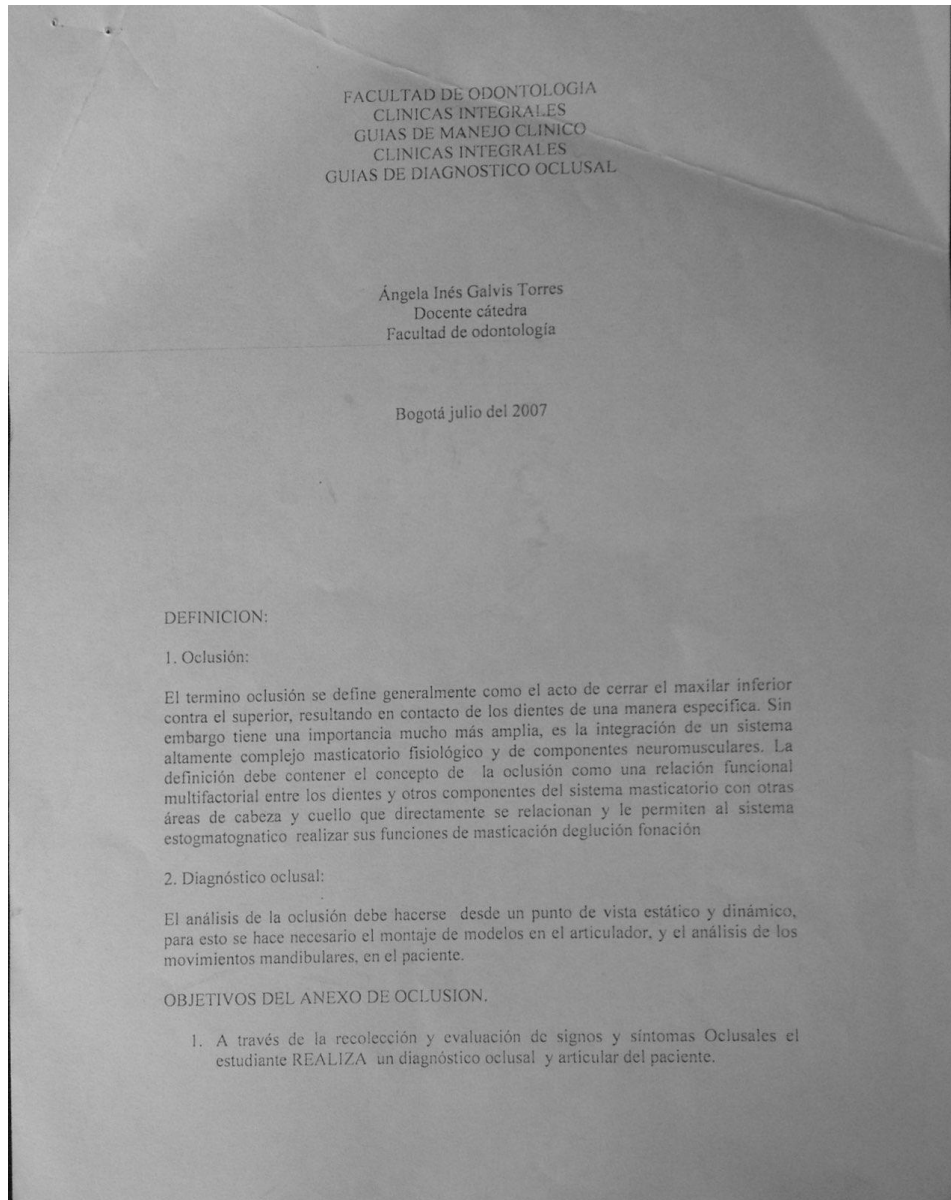 FACULTAD DE ODONTOLOGIA
CLINICAS INTEGRALES
GUIAS DE MANEJO CLINICO
CLINICAS INTEGRALES
GUIAS DE DIAGNOSTICO OCLUSAL
Ángela Inés Galvis Torres
Docente cátedra
Facultad de odontología
Bogotá julio del 2007
DEFINICION:
1. Oclusión:
El termino oclusión se define generalmente como el acto de cerrar el maxilar inferior
contra el superior, resultando en contacto de los dientes de una manera especifica. Sin
embargo tiene una importancia mucho más amplia, es la integración de un sistema
altamente complejo masticatorio fisiológico y de componentes neuromusculares. La
definición debe contener el concepto de la oclusión como una relación funcional
multifactorial entre los dientes y otros componentes del sistema masticatorio con otras
áreas de cabeza y cuello que directamente se relacionan y le permiten al sistema
estogmatognatico realizar sus funciones de masticación deglución fonación
2. Diagnóstico oclusal:
El análisis de la oclusión debe hacerse desde un punto de vista estático y dinámico,
para esto se hace necesario el montaje de modelos en el articulador, y el análisis de los
movimientos mandibulares, en el paciente.
OBJETIVOS DEL ANEXO DE OCLUSION.
1. A través de la recolección y evaluación de signos y síntomas Oclusales el
estudiante REALIZA un diagnóstico oclusal y articular del paciente.